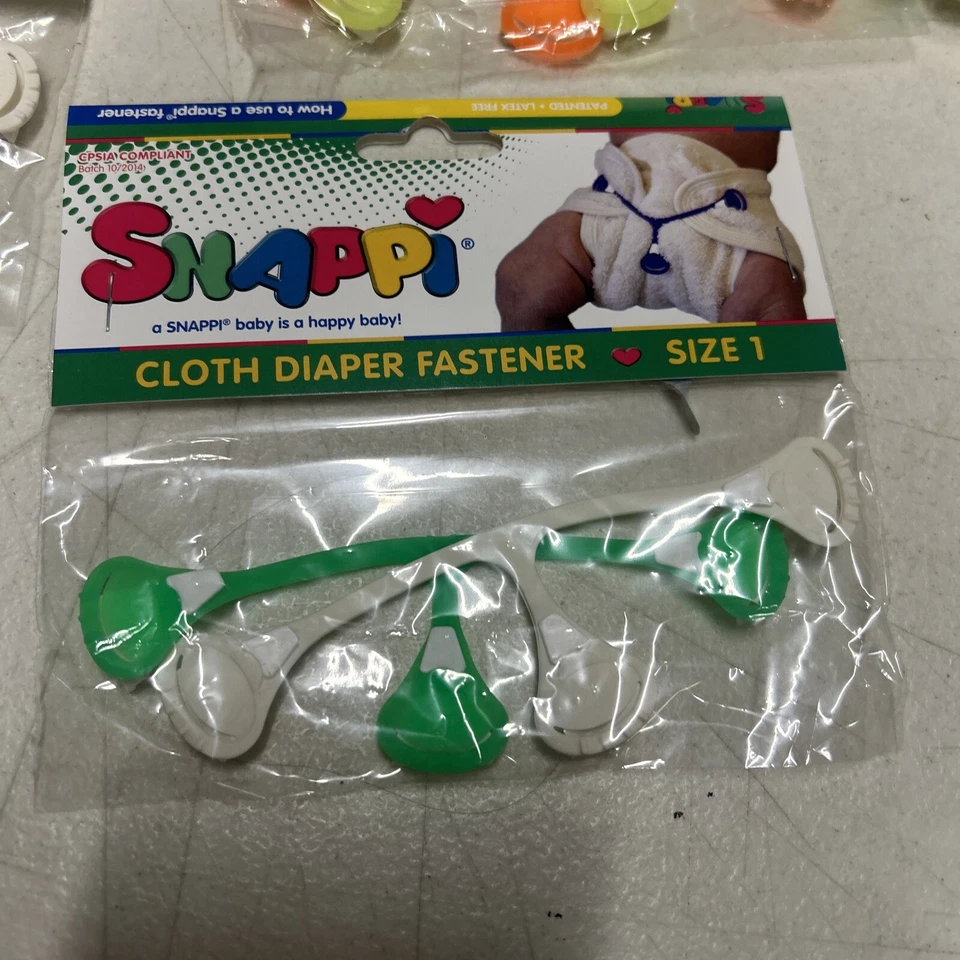 How to use a Snappi® fastener
PATENTED • LATEX FREE
SNAPPi
CPSIA COMPLIANT
Batch 10/2014
SNAPPi®
a SNAPPI® baby is a happy baby!
CLOTH DIAPER FASTENER SIZE 1